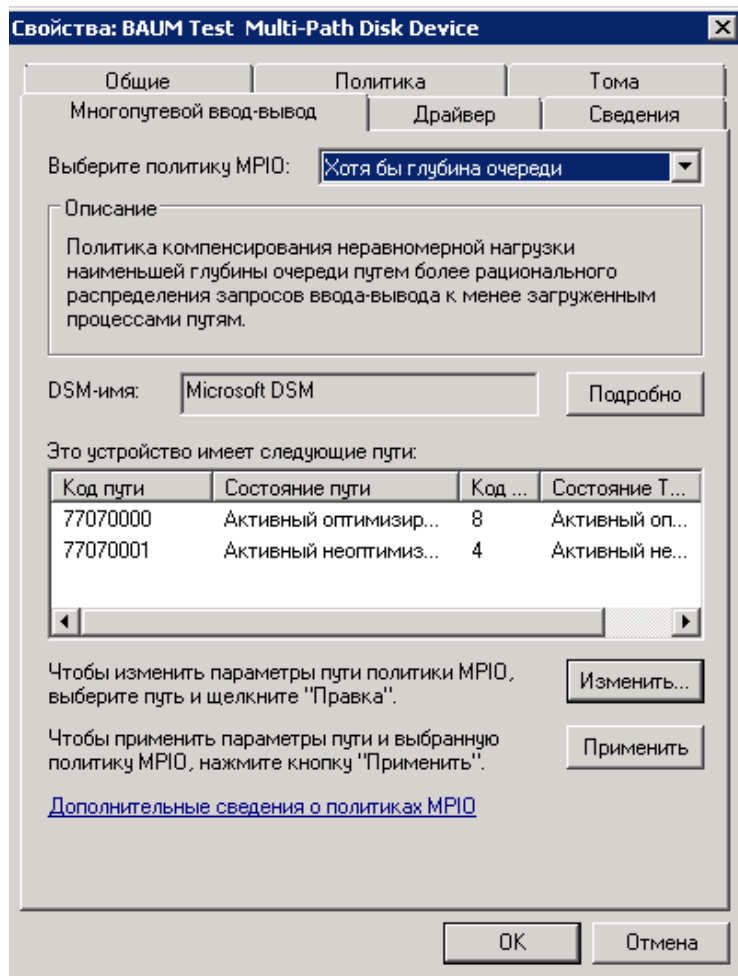 Свойства: BAUM Test Multi-Path Disk Device
Общие Политика Тома
Многопутевой ввод-вывод Драйвер Сведения
Выберите политику MPIO: Хотя бы глубина очереди
Описание
Политика компенсирования неравномерной нагрузки
наименьшей глубины очереди путем более рационального
распределения запросов ввода-вывода к менее загруженным
процессами путям.
DSM-имя: Microsoft DSM Подробно
Это устройство имеет следующие пути:
Код пути Состояние пути Код ... Состояние Т...
77070000 Активный оптимизир... 8 Активный оп...
77070001 Активный неоптимиз... 4 Активный не...
Чтобы изменить параметры пути политики MPIO,
выберите путь и щелкните "Правка".
Изменить...
Чтобы применить параметры пути и выбранную
политику MPIO, нажмите кнопку "Применить".
Применить
Дополнительные сведения о политиках MPIO
OK Отмена